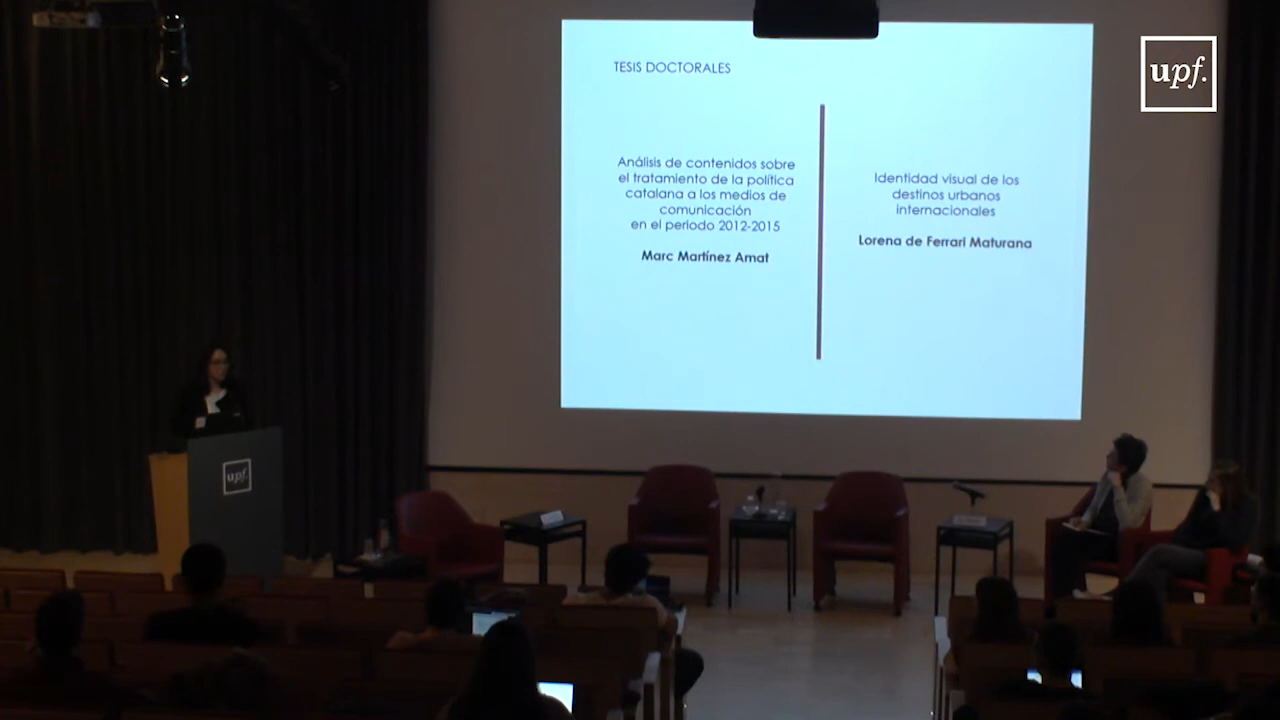 TESIS DOCTORALES
Análisis de contenidos sobre
el tratamiento de la política
catalana a los medios de
comunicación
en el periodo 2012-2015
Marc Martínez Amat
Identidad visual de los
destinos urbanos
internacionales
Lorena de Ferrari Maturana
upf.
upf.